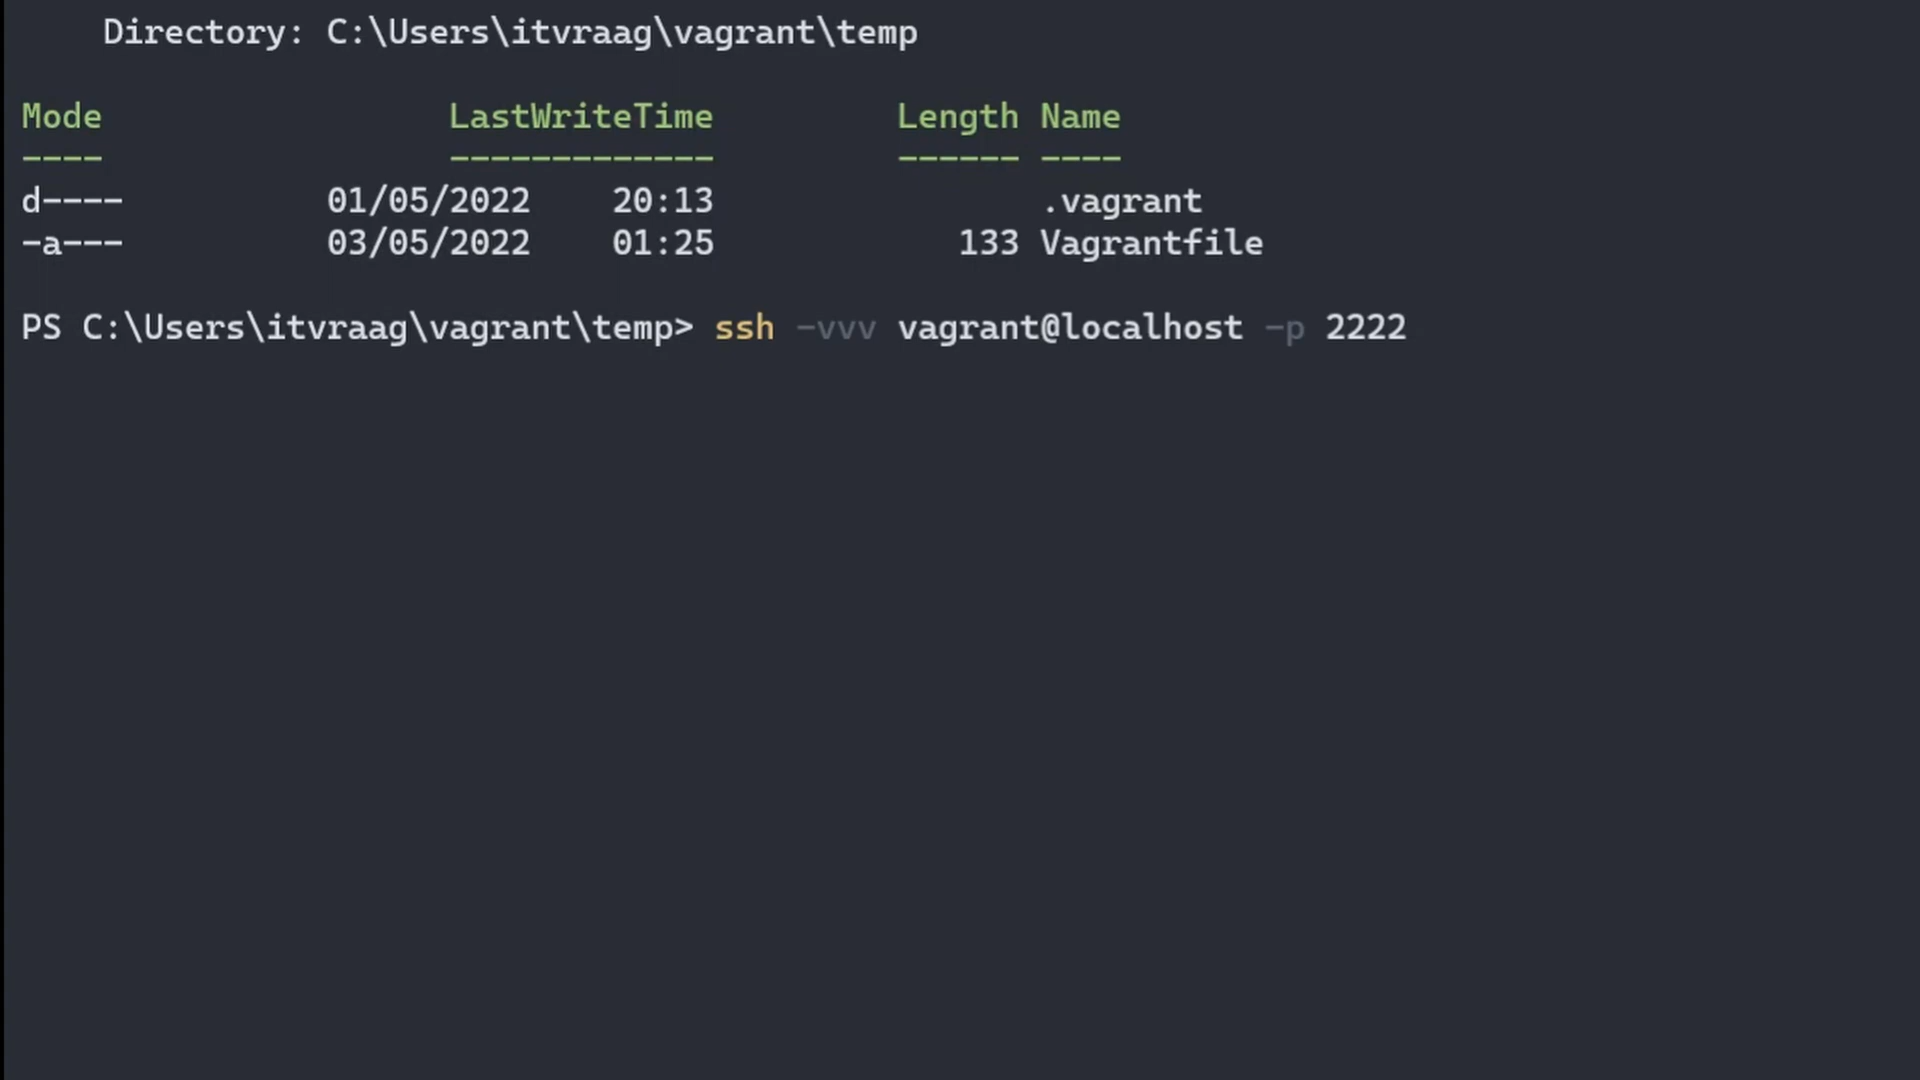 Directory: C:\Users\itvraag\vagrant\temp
Mode LastWriteTime Length Name
---- ------------- ------ ----
d---- 01/05/2022 20:13 .vagrant
-a--- 03/05/2022 01:25 133 Vagrantfile
PS C:\Users\itvraag\vagrant\temp> ssh -vvv vagrant@localhost -p 2222